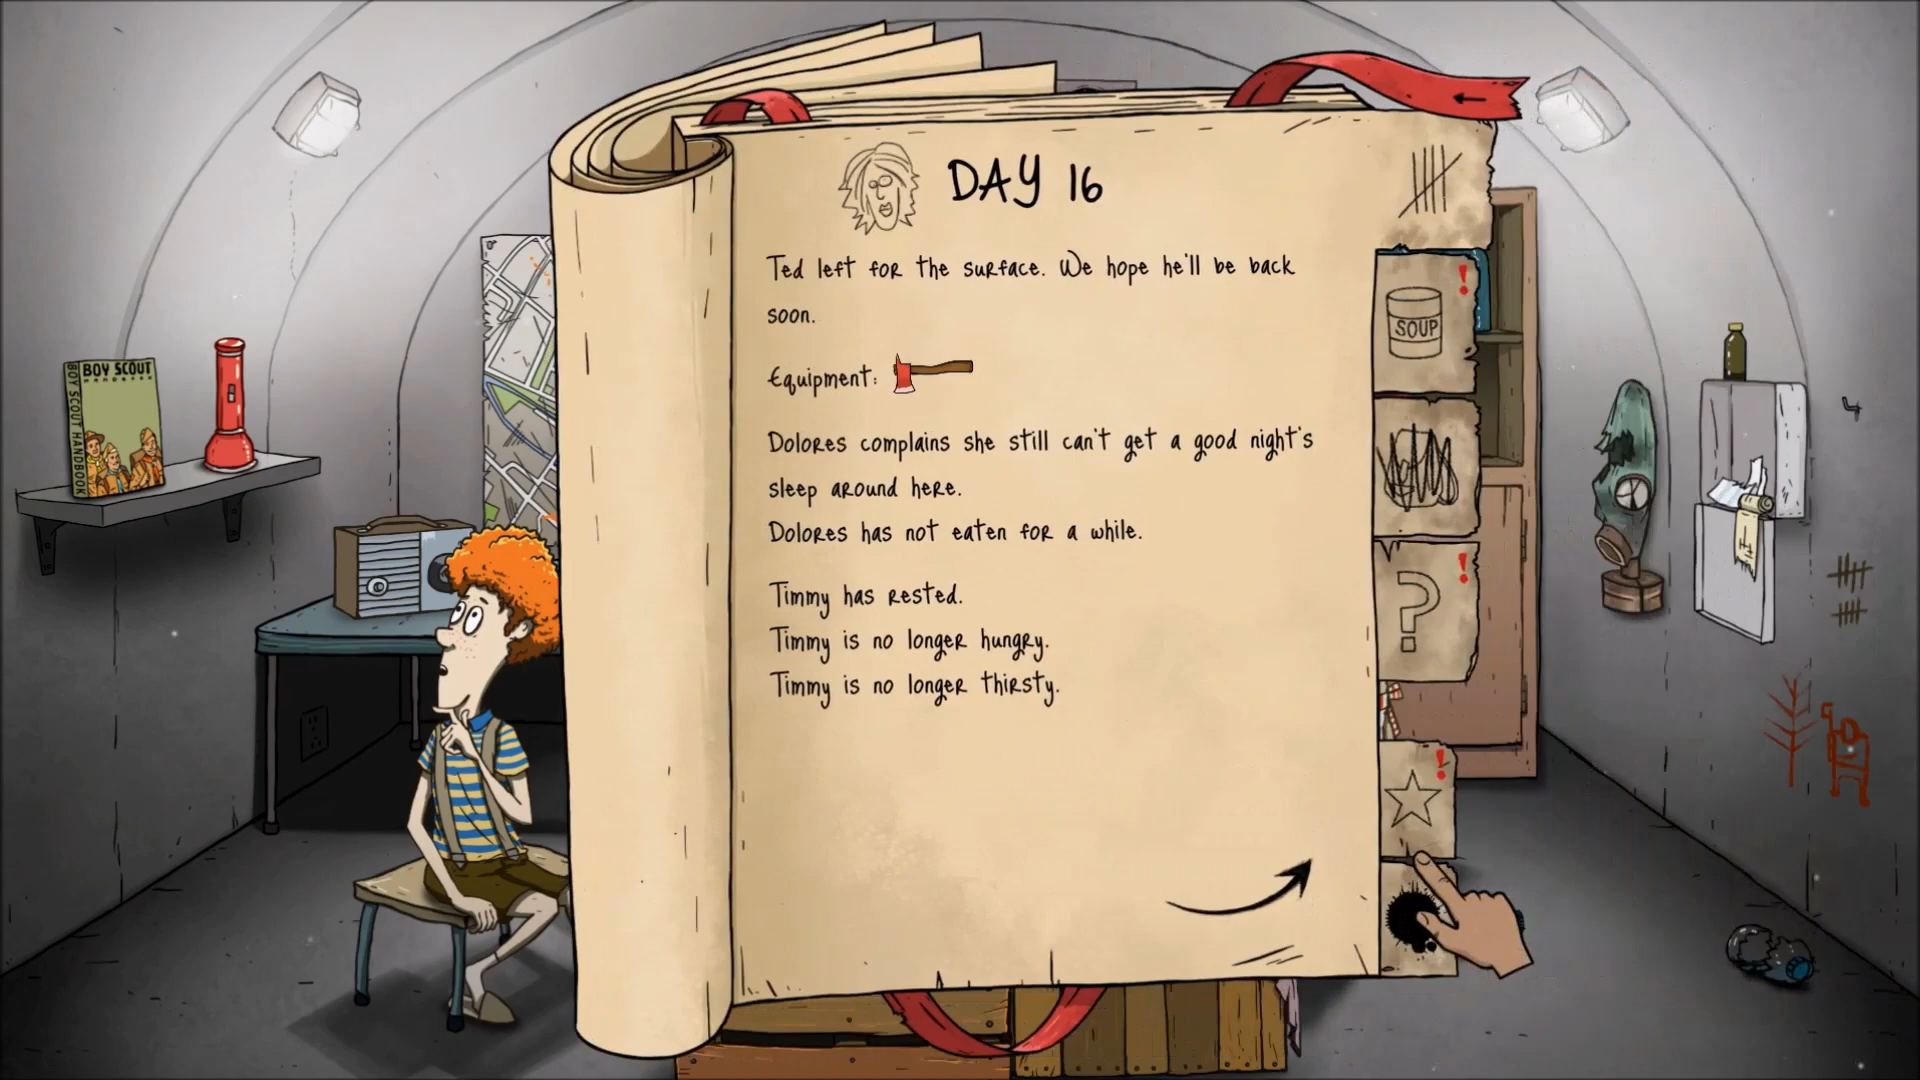 DAY 16
Ted left for the surface. We hope he'll be back
soon.
Equipment:
Dolores complains she still can't get a good night's
sleep around here.
Dolores has not eaten for a while.
Timmy has rested.
Timmy is no longer hungry.
Timmy is no longer thirsty.
!
SOUP
!
?
!
BOY SCOUT
HANDBOOK
BOY SCOUT HANDBOOK